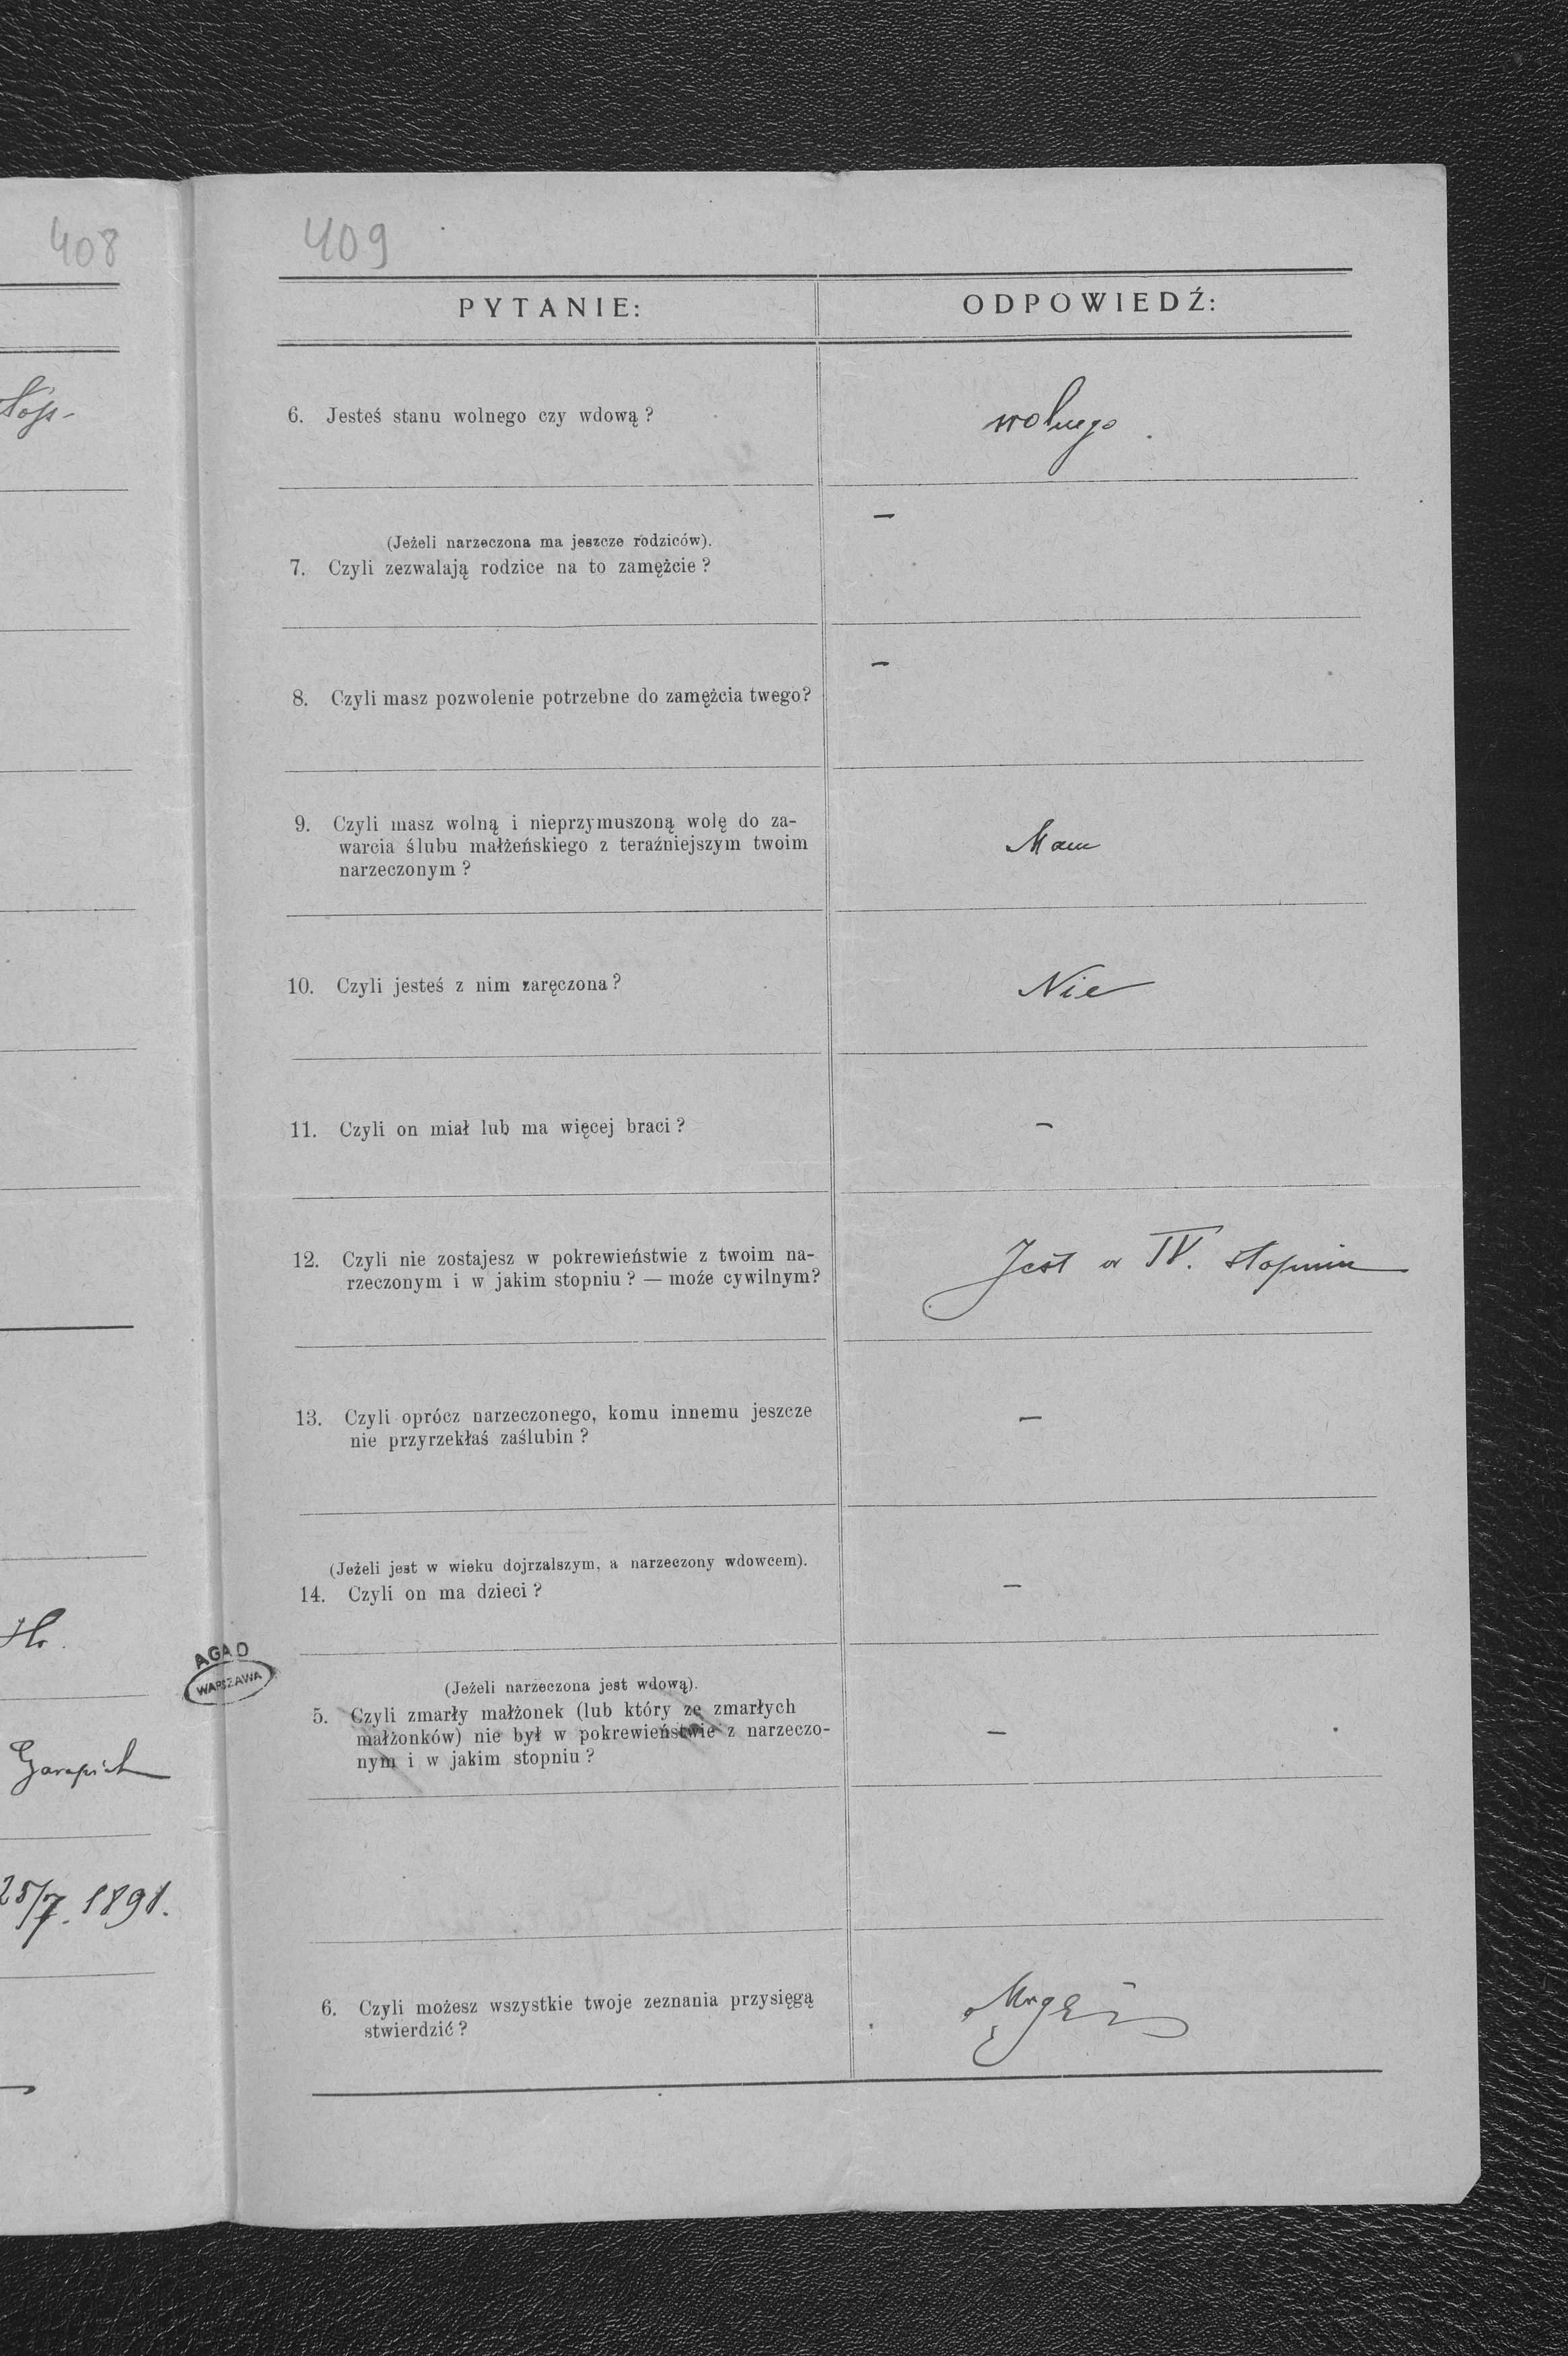 408
Hr.
Garapich
25/7. 1891.
AGAD
WARSZAWA
409
PYTANIE:
ODPOWIEDŹ:
6. Jesteś stanu wolnego czy wdową?
wolnego.
(Jeżeli narzeczona ma jeszcze rodziców).
7. Czyli zezwalają rodzice na to zamężcie?
—
8. Czyli masz pozwolenie potrzebne do zamężcia twego?
—
9. Czyli masz wolną i nieprzymuszoną wolę do za-
warcia ślubu małżeńskiego z teraźniejszym twoim
narzeczonym?
Mam
10. Czyli jesteś z nim zaręczona?
Nie
11. Czyli on miał lub ma więcej braci?
—
12. Czyli nie zostajesz w pokrewieństwie z twoim na-
rzeczonym i w jakim stopniu? — może cywilnym?
Jest w IV. stopniu
13. Czyli oprócz narzeczonego, komu innemu jeszcze
nie przyrzekłaś zaślubin?
—
(Jeżeli jest w wieku dojrzalszym, a narzeczony wdowcem).
14. Czyli on ma dzieci?
—
(Jeżeli narzeczona jest wdową).
5. Czyli zmarły małżonek (lub który ze zmarłych
małżonków) nie był w pokrewieństwie z narzeczo-
nym i w jakim stopniu?
—
6. Czyli możesz wszystkie twoje zeznania przysięgą
stwierdzić?